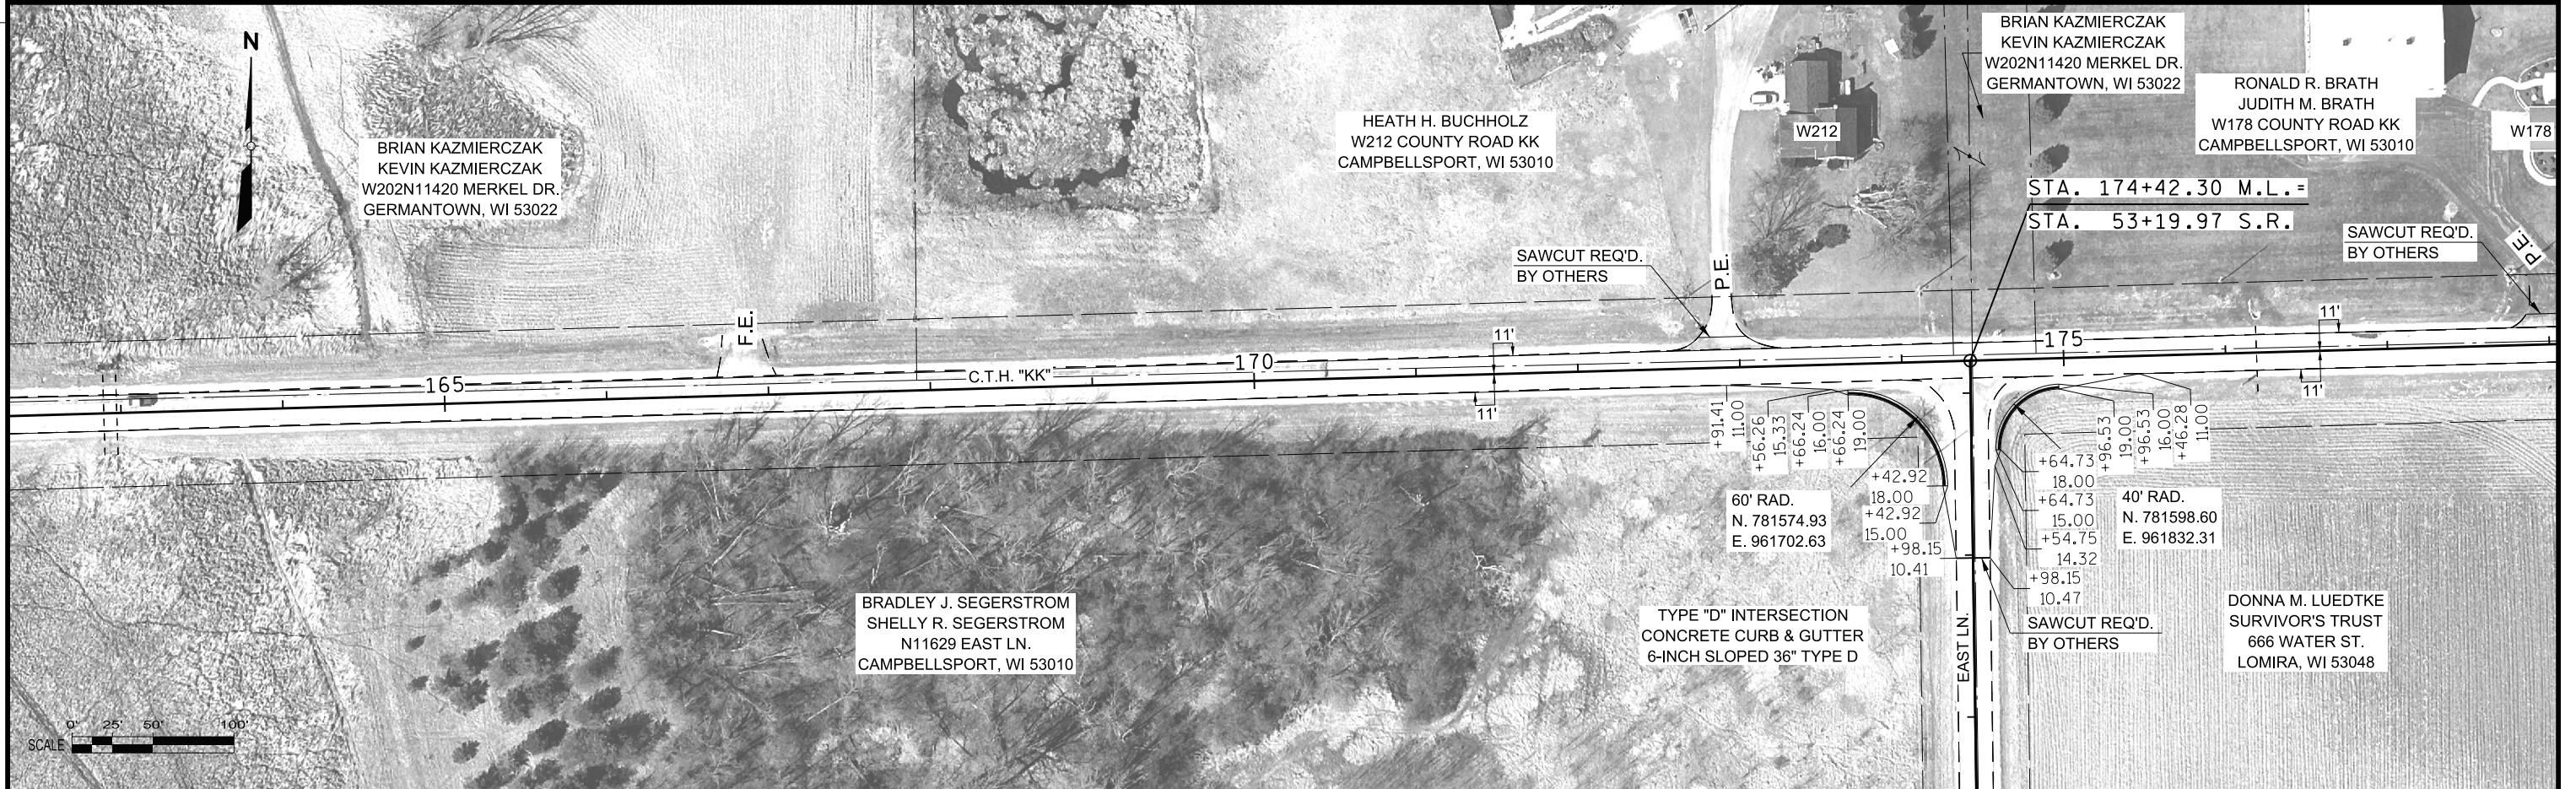 N
BRIAN KAZMIERCZAK
KEVIN KAZMIERCZAK
W202N11420 MERKEL DR.
GERMANTOWN, WI 53022
HEATH H. BUCHHOLZ
W212 COUNTY ROAD KK
CAMPBELLSPORT, WI 53010
W212
BRIAN KAZMIERCZAK
KEVIN KAZMIERCZAK
W202N11420 MERKEL DR.
GERMANTOWN, WI 53022
RONALD R. BRATH
JUDITH M. BRATH
W178 COUNTY ROAD KK
CAMPBELLSPORT, WI 53010
W178
STA. 174+42.30 M.L.=
STA. 53+19.97 S.R.
SAWCUT REQ'D.
BY OTHERS
P.E.
SAWCUT REQ'D.
BY OTHERS
P.E.
F.E.
165
C.T.H. "KK"
170
175
11'
11'
11'
11'
+91.41
11.00
+56.26
15.33
+66.24
16.00
+66.24
19.00
+96.53
19.00
+96.53
16.00
+46.28
11.00
+42.92
18.00
+42.92
15.00
+98.15
10.41
+64.73
18.00
+64.73
15.00
+54.75
14.32
+98.15
10.47
60' RAD.
N. 781574.93
E. 961702.63
40' RAD.
N. 781598.60
E. 961832.31
SAWCUT REQ'D.
BY OTHERS
EAST LN.
BRADLEY J. SEGERSTROM
SHELLY R. SEGERSTROM
N11629 EAST LN.
CAMPBELLSPORT, WI 53010
TYPE "D" INTERSECTION
CONCRETE CURB & GUTTER
6-INCH SLOPED 36" TYPE D
DONNA M. LUEDTKE
SURVIVOR'S TRUST
666 WATER ST.
LOMIRA, WI 53048
0' 25' 50' 100'
SCALE